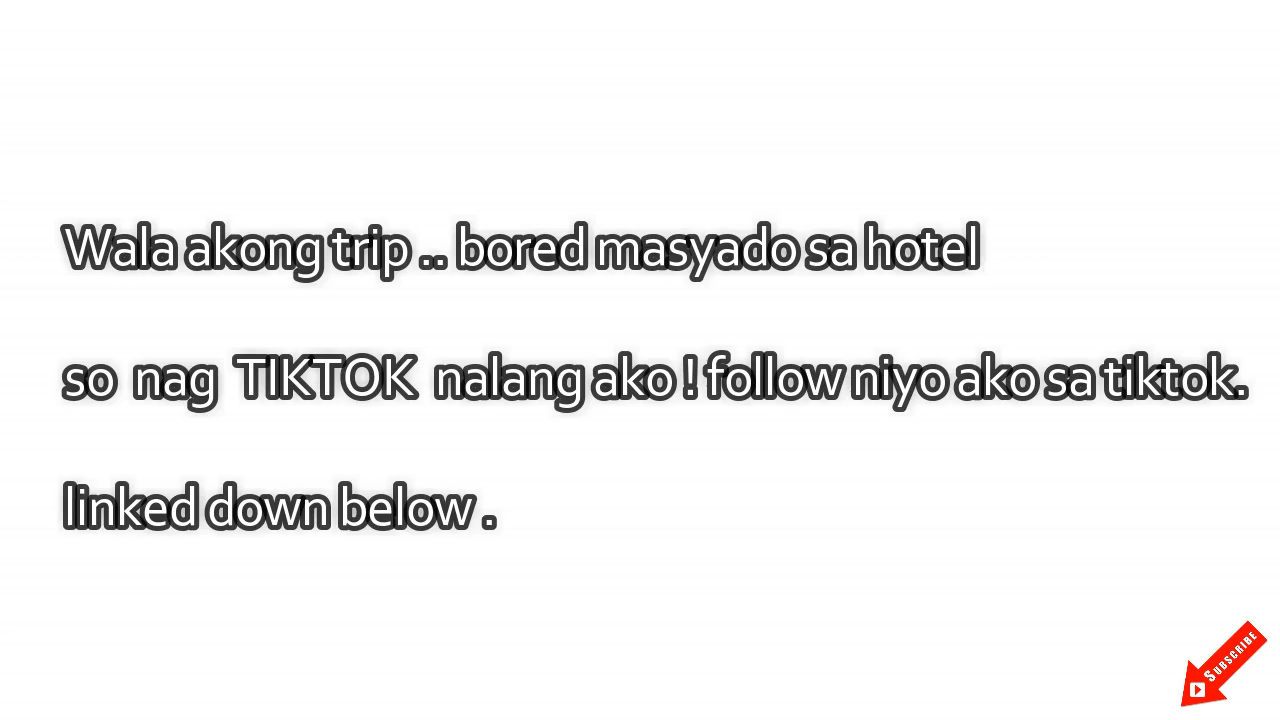 Wala akong trip .. bored masyado sa hotel
so nag TIKTOK nalang ako ! follow niyo ako sa tiktok.
linked down below .
SUBSCRIBE